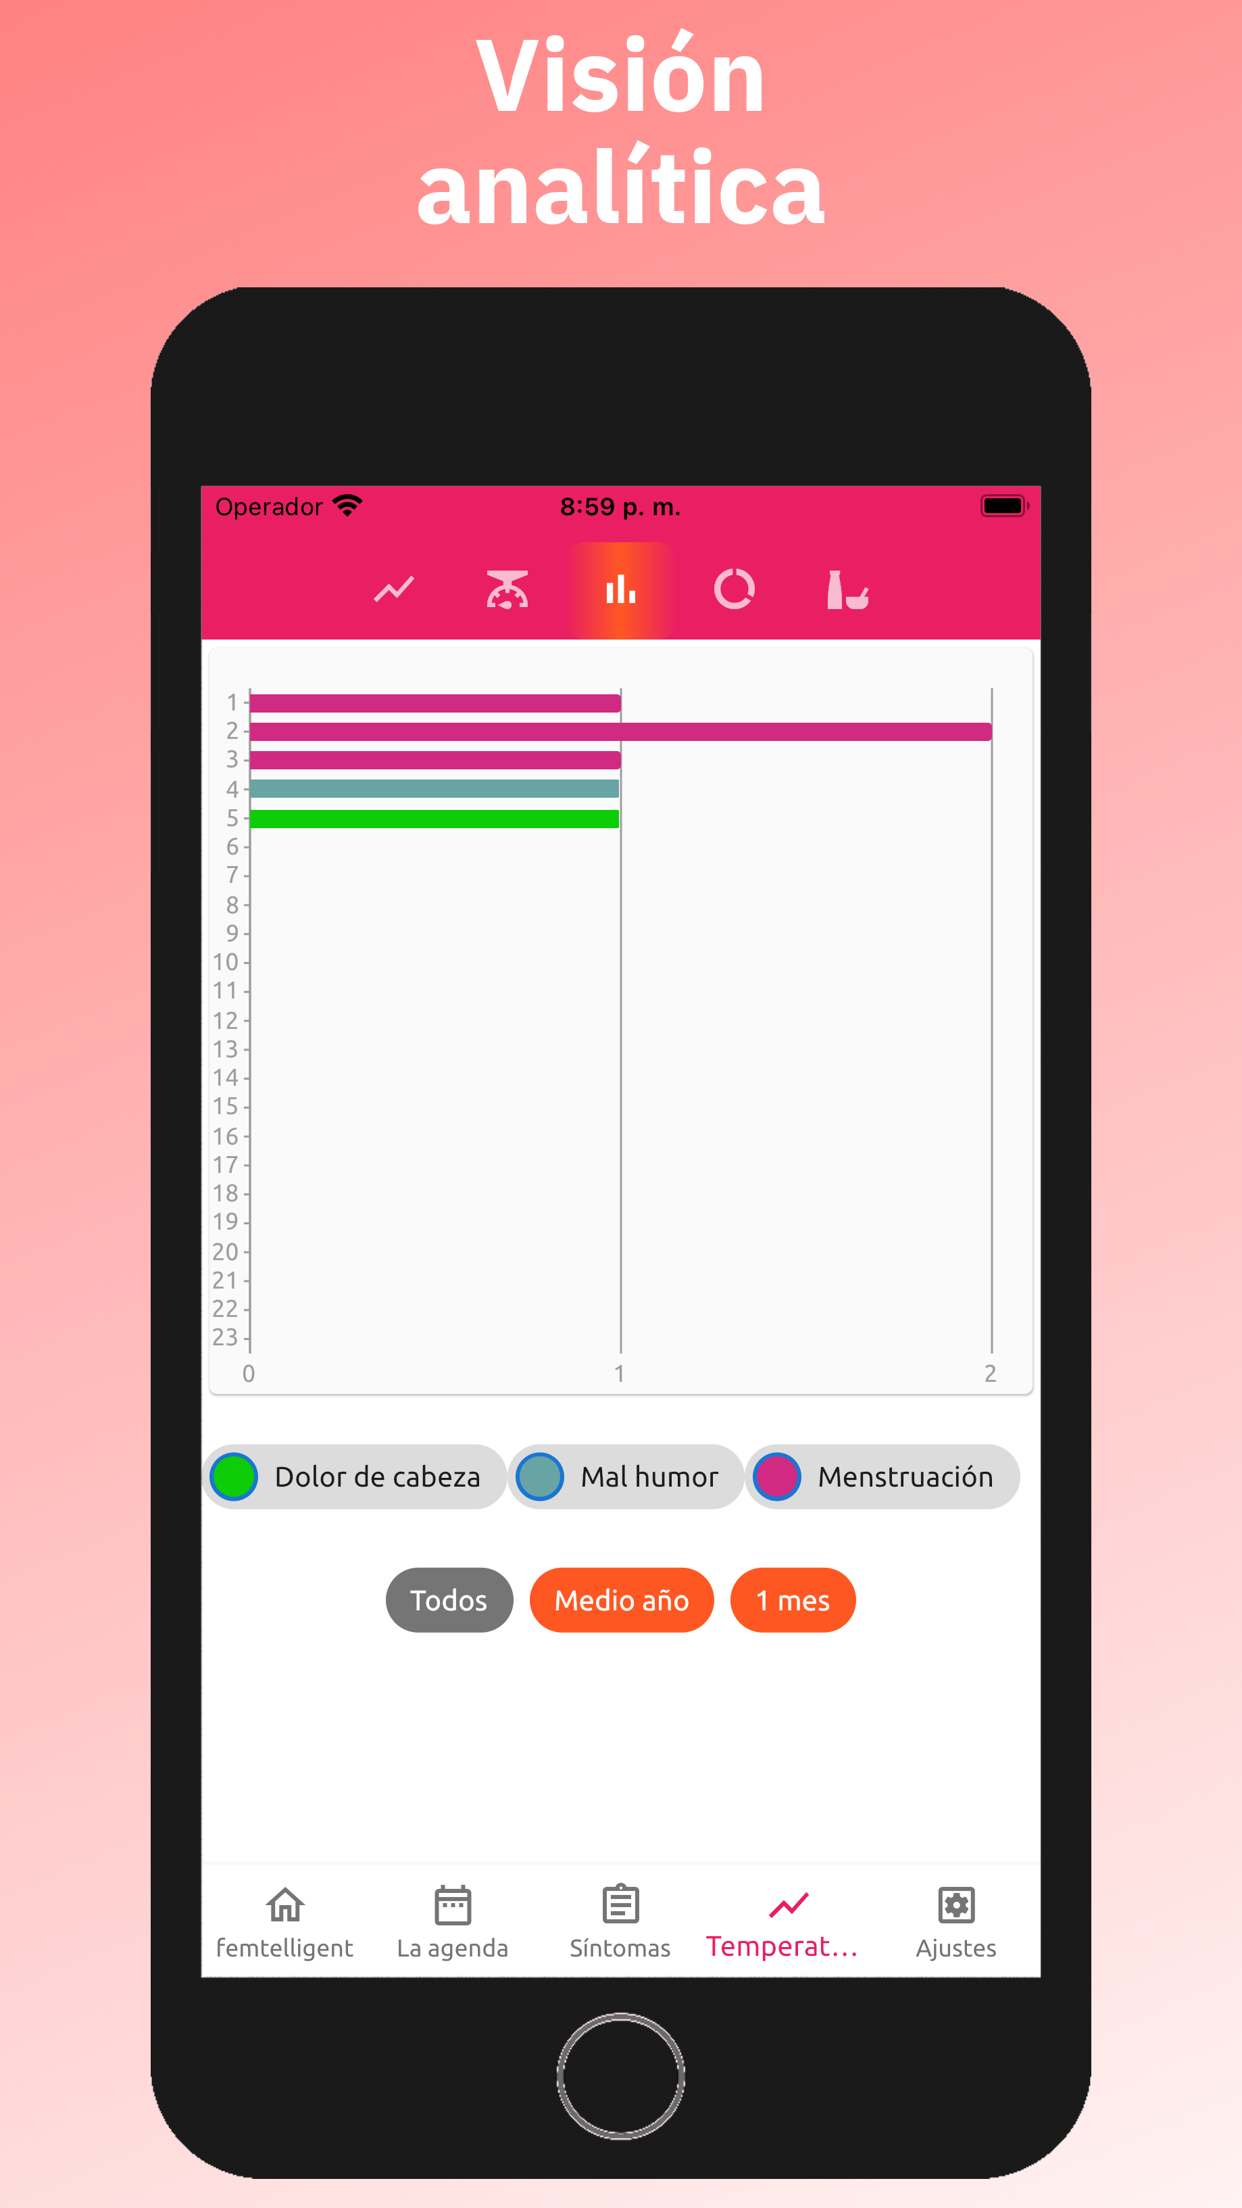 Visión
analítica
Operador
8:59 p. m.
1
2
3
4
5
6
7
8
9
10
11
12
13
14
15
16
17
18
19
20
21
22
23
0 1 2
Dolor de cabeza Mal humor Menstruación
Todos Medio año 1 mes
femtelligent La agenda Síntomas Temperat... Ajustes